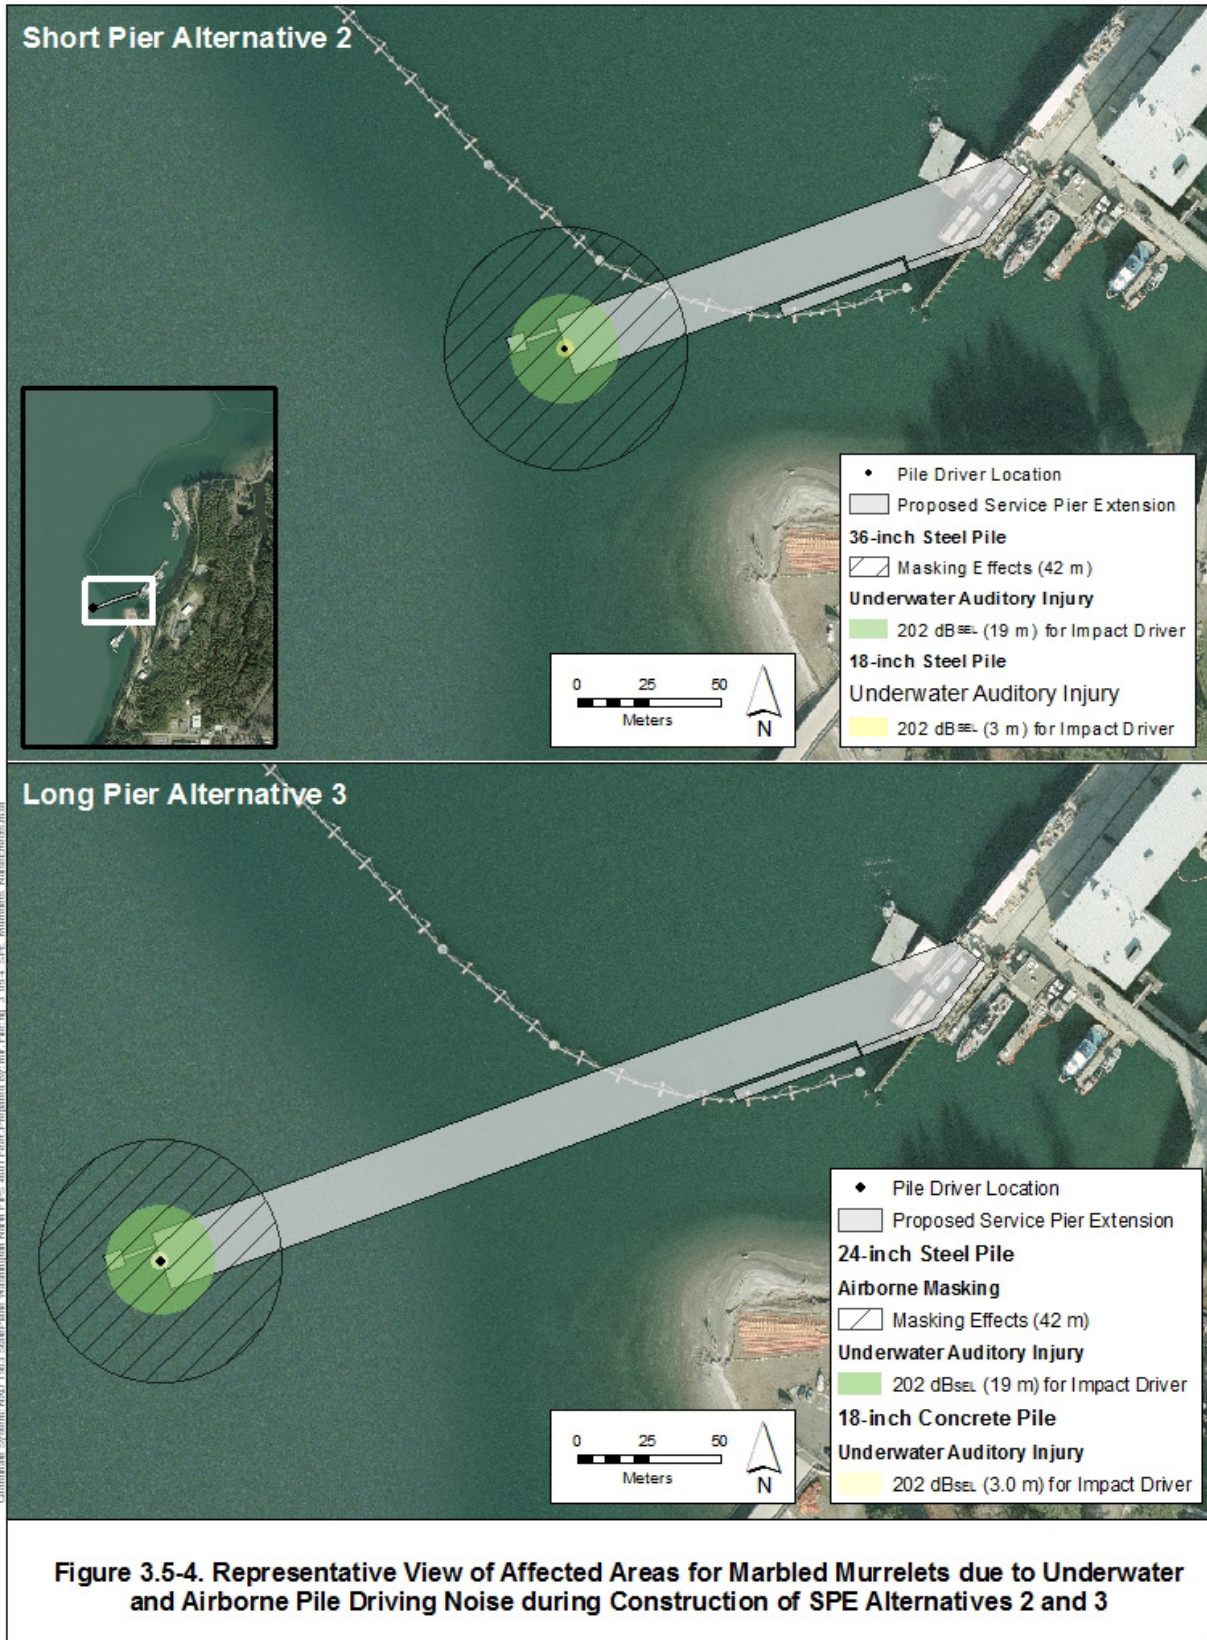 Short Pier Alternative 2
Pile Driver Location
Proposed Service Pier Extension
36-inch Steel Pile
Masking Effects (42 m)
Underwater Auditory Injury
202 dBSEL (19 m) for Impact Driver
18-inch Steel Pile
Underwater Auditory Injury
202 dBSEL (3 m) for Impact Driver
0 25 50
Meters
N
Long Pier Alternative 3
Pile Driver Location
Proposed Service Pier Extension
24-inch Steel Pile
Airborne Masking
Masking Effects (42 m)
Underwater Auditory Injury
202 dBSEL (19 m) for Impact Driver
18-inch Concrete Pile
Underwater Auditory Injury
202 dBSEL (3.0 m) for Impact Driver
0 25 50
Meters
N
Figure 3.5-4. Representative View of Affected Areas for Marbled Murrelets due to Underwater
and Airborne Pile Driving Noise during Construction of SPE Alternatives 2 and 3